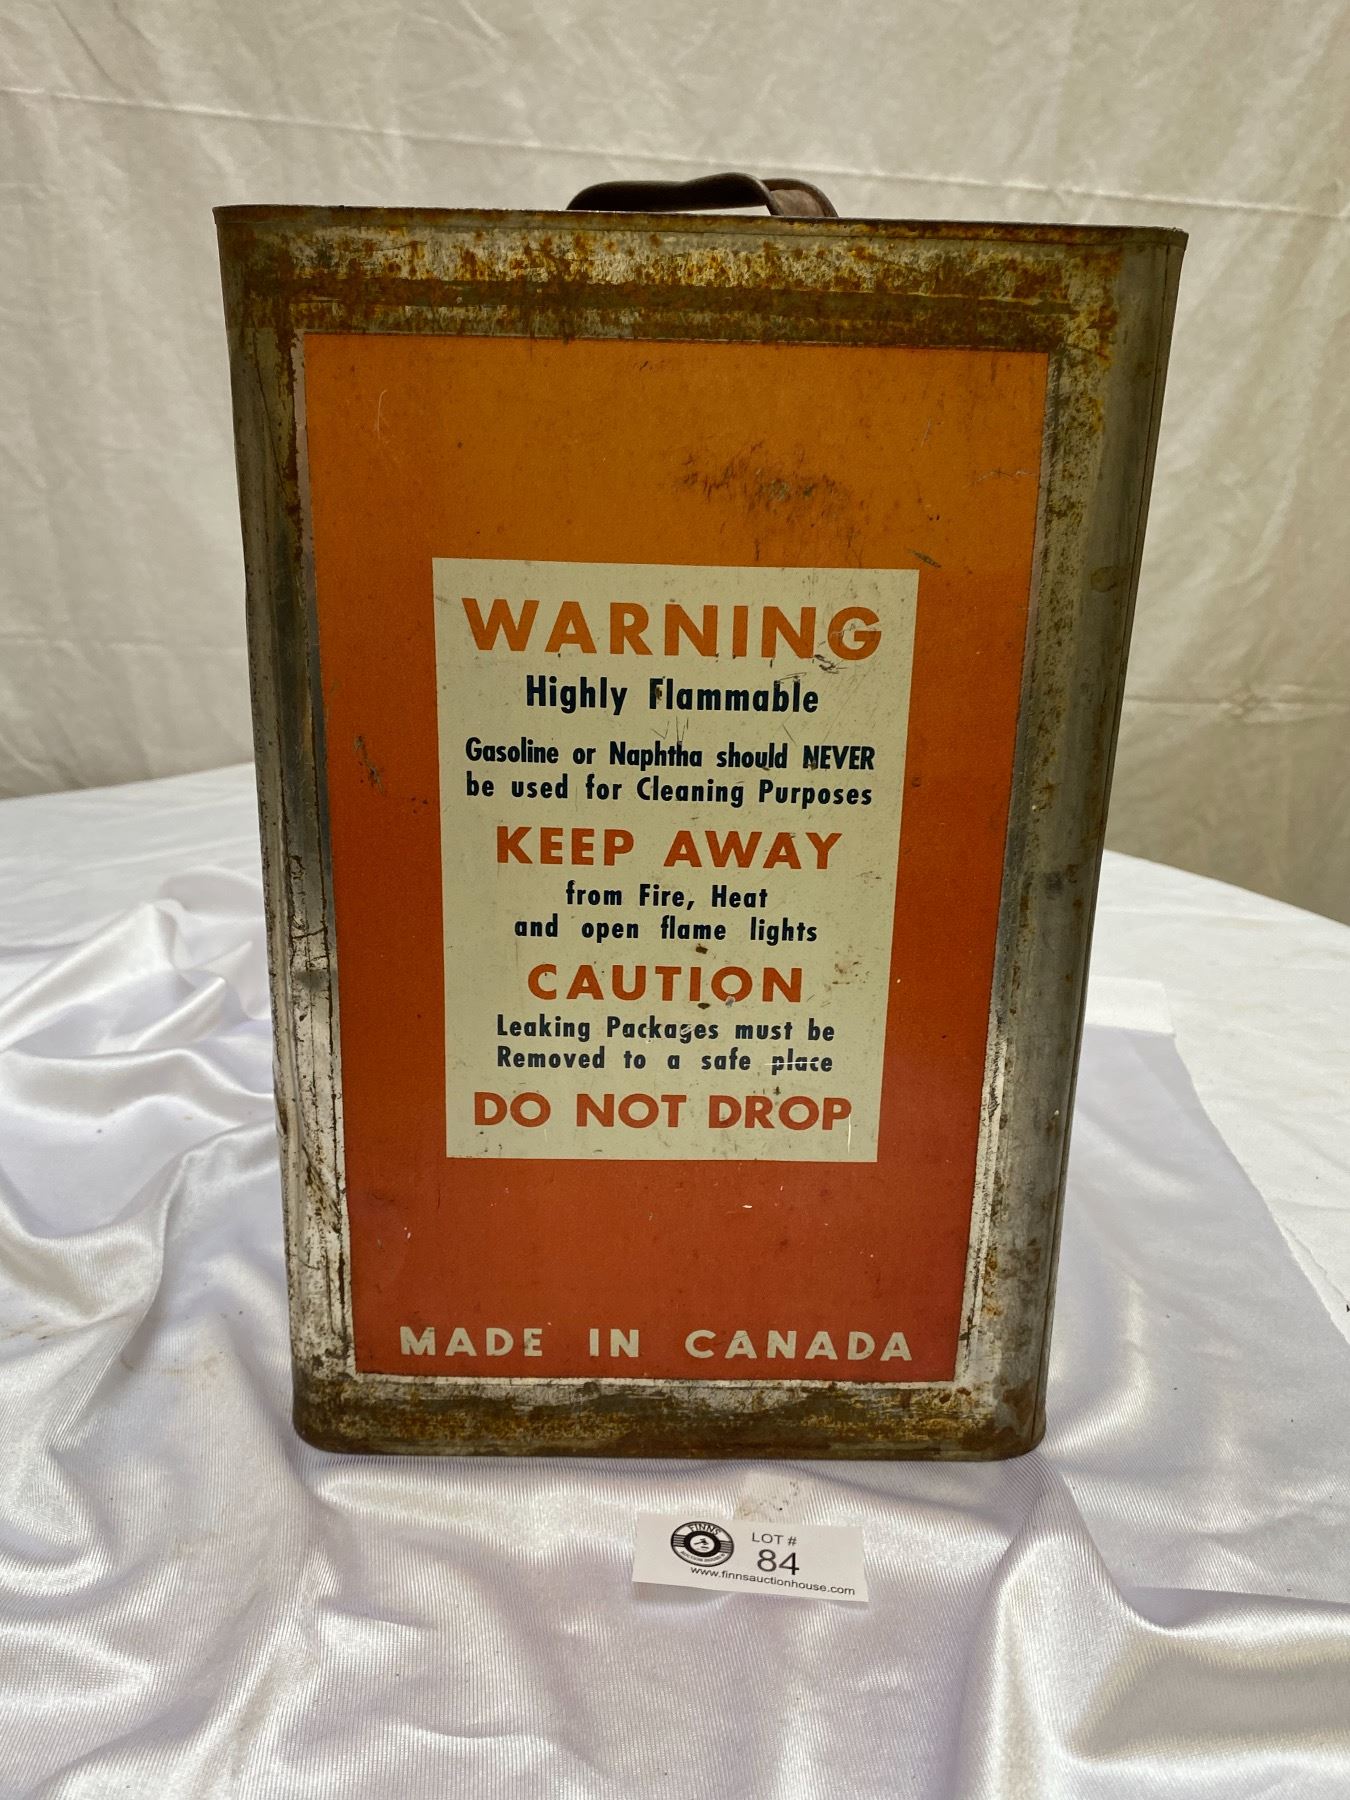 WARNING
Highly Flammable
Gasoline or Naphtha should NEVER
be used for Cleaning Purposes
KEEP AWAY
from Fire, Heat
and open flame lights
CAUTION
Leaking Packages must be
Removed to a safe place
DO NOT DROP
MADE IN CANADA
FINNS
LOT #
84
www.finnsauctionhouse.com